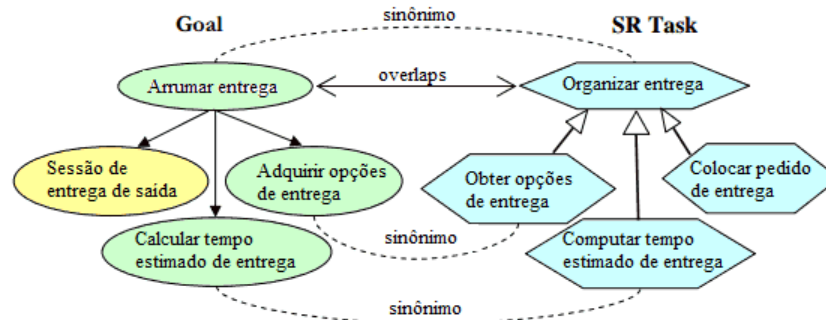 sinônimo
Goal
SR Task
Arrumar entrega
overlaps
Organizar entrega
Sessão de
entrega de saída
Adquirir opções
de entrega
Obter opções
de entrega
Colocar pedido
de entrega
Calcular tempo
estimado de entrega
sinônimo
Computar tempo
estimado de entrega
sinônimo